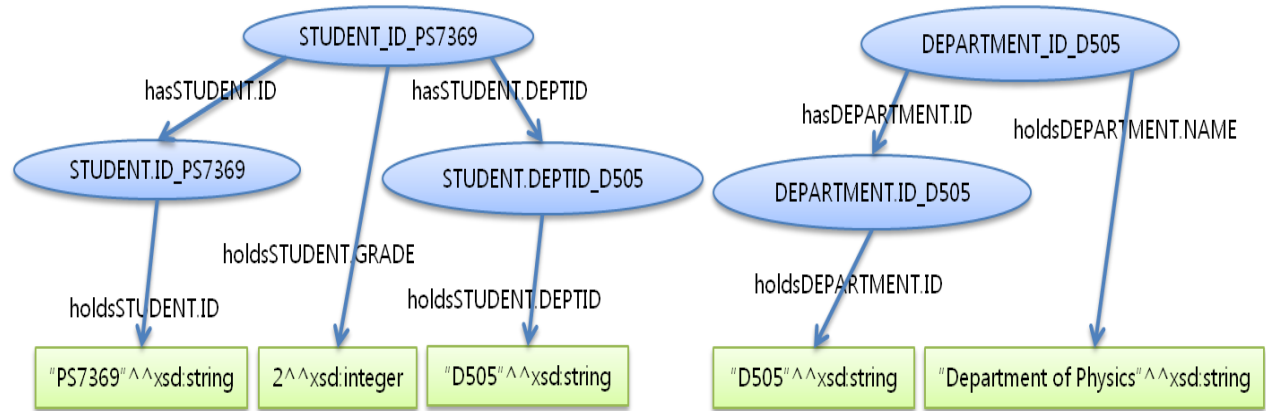 STUDENT_ID_PS7369
DEPARTMENT_ID_D505
hasSTUDENT.ID
hasSTUDENT.DEPTID
hasDEPARTMENT.ID
holdsDEPARTMENT.NAME
STUDENT.ID_PS7369
STUDENT.DEPTID_D505
DEPARTMENT.ID_D505
holdsSTUDENT.GRADE
holdsSTUDENT.ID
holdsSTUDENT.DEPTID
holdsDEPARTMENT.ID
"PS7369"^^xsd:string
2^^xsd:integer
"D505"^^xsd:string
"D505"^^xsd:string
"Department of Physics"^^xsd:string